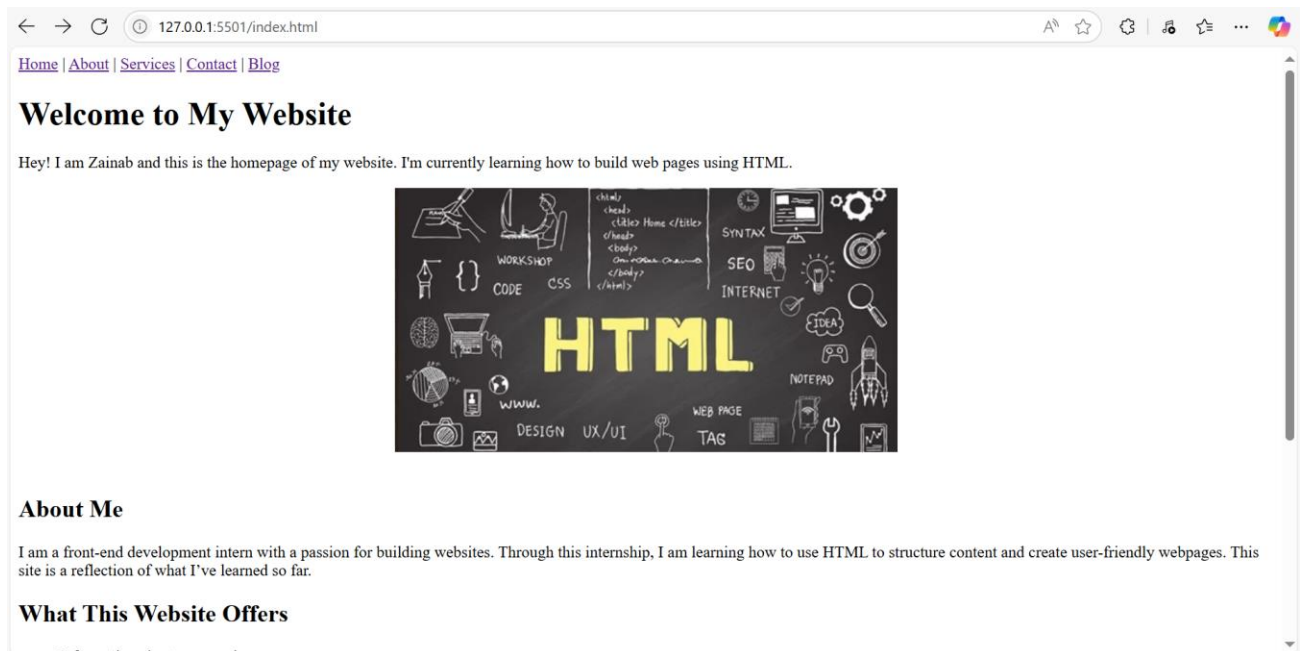 127.0.0.1:5501/index.html
Home | About | Services | Contact | Blog
Welcome to My Website
Hey! I am Zainab and this is the homepage of my website. I'm currently learning how to build web pages using HTML.
<html>
<head>
<title> Home </title>
</head>
<body>
</body>
</html>
SYNTAX
WORKSHOP
SEO
{ }
CODE
CSS
INTERNET
IDEA
HTML
NOTEPAD
WWW.
WEB PAGE
DESIGN
UX/UI
TAG
About Me
I am a front-end development intern with a passion for building websites. Through this internship, I am learning how to use HTML to structure content and create user-friendly webpages. This
site is a reflection of what I’ve learned so far.
What This Website Offers